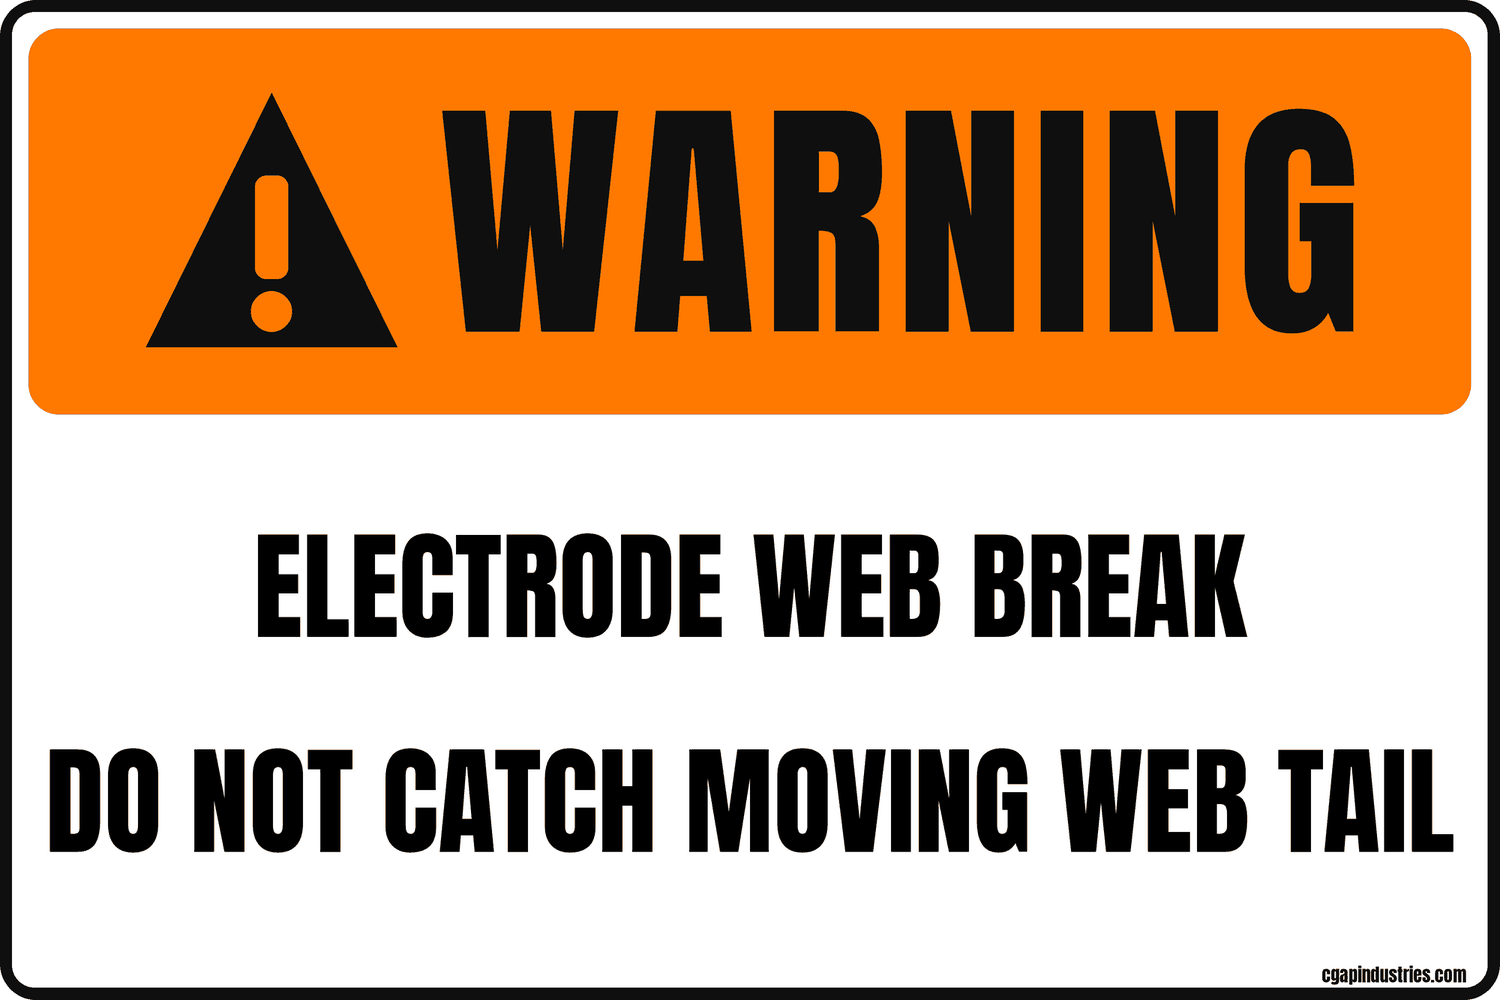 WARNING
ELECTRODE WEB BREAK
DO NOT CATCH MOVING WEB TAIL
cgapindustries.com